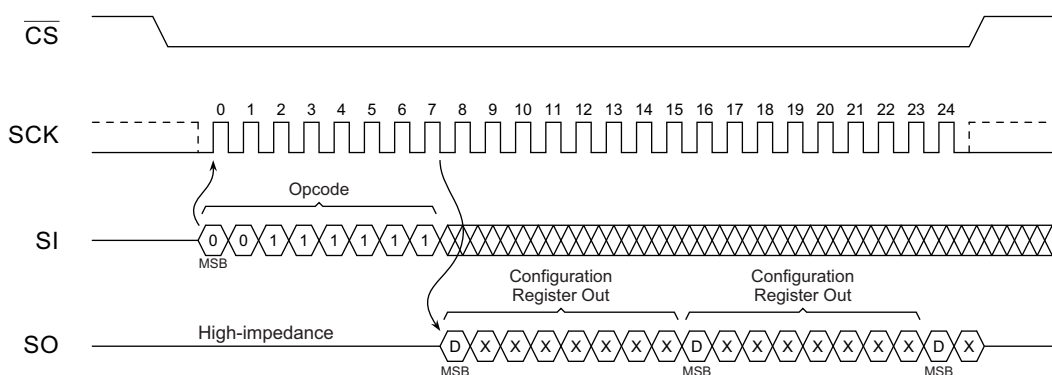 CS
0 1 2 3 4 5 6 7 8 9 10 11 12 13 14 15 16 17 18 19 20 21 22 23 24
SCK
Opcode
SI
0 0 1 1 1 1 1 1
MSB
Configuration
Register Out
Configuration
Register Out
High-impedance
SO
D X X X X X X X D X X X X X X X D X
MSB MSB MSB